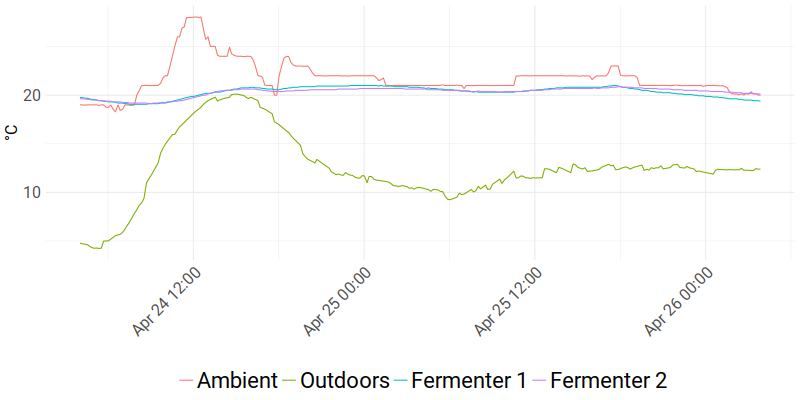 °C
20
10
Apr 24 12:00
Apr 25 00:00
Apr 25 12:00
Apr 26 00:00
Ambient Outdoors Fermenter 1 Fermenter 2